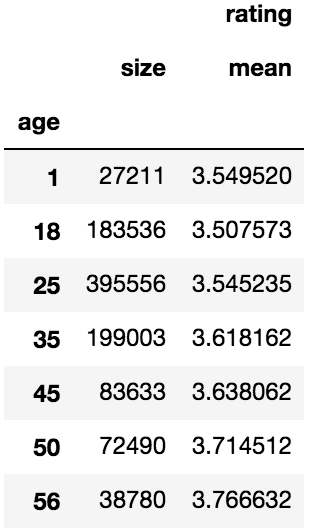 rating
size mean
age
1 27211 3.549520
18 183536 3.507573
25 395556 3.545235
35 199003 3.618162
45 83633 3.638062
50 72490 3.714512
56 38780 3.766632